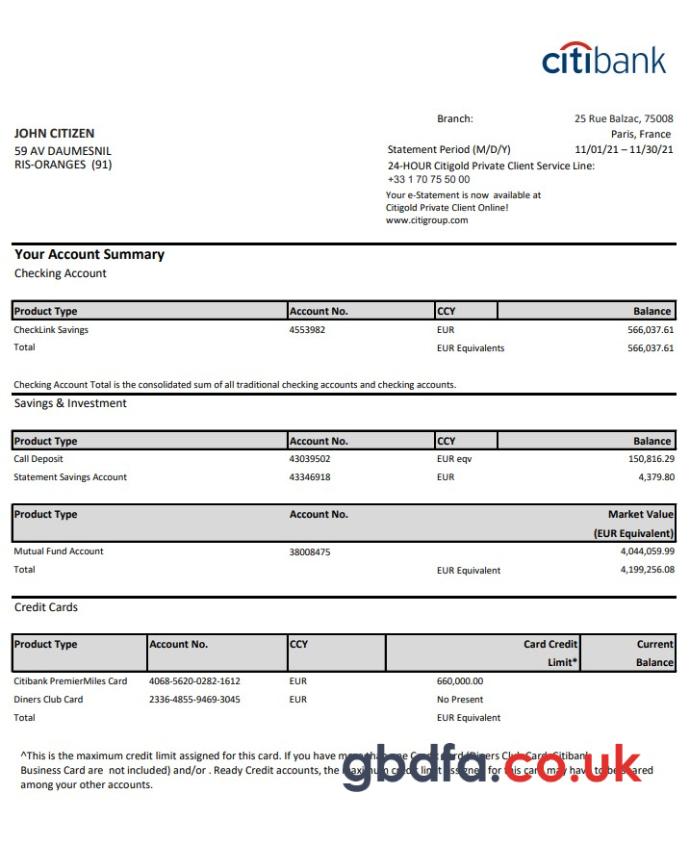 citibank
Branch: 25 Rue Balzac, 75008
Paris, France
JOHN CITIZEN
59 AV DAUMESNIL
RIS-ORANGES (91)
Statement Period (M/D/Y) 11/01/21 – 11/30/21
24-HOUR Citigold Private Client Service Line:
+33 1 70 75 50 00
Your e-Statement is now available at
Citigold Private Client Online!
www.citigroup.com
Your Account Summary
Checking Account
Product Type Account No. CCY Balance
CheckLink Savings 4553982 EUR 566,037.61
Total EUR Equivalents 566,037.61
Checking Account Total is the consolidated sum of all traditional checking accounts and checking accounts.
Savings & Investment
Product Type Account No. CCY Balance
Call Deposit 43039502 EUR eqv 150,816.29
Statement Savings Account 43346918 EUR 4,379.80
Product Type Account No. Market Value
(EUR Equivalent)
Mutual Fund Account 38008475 4,044,059.99
Total EUR Equivalent 4,199,256.08
Credit Cards
Product Type Account No. CCY Card Credit Current
Limit* Balance
Citibank PremierMiles Card 4068-5620-0282-1612 EUR 660,000.00
Diners Club Card 2336-4855-9469-3045 EUR No Present
Total EUR Equivalent
^This is the maximum credit limit assigned for this card. If you have more than one Credit Card (Diners Club Card, Citibank
Business Card are not included) and/or . Ready Credit accounts, the maximum credit limit assigned for this card may have to be shared
among your other accounts.
gbdfa.co.uk